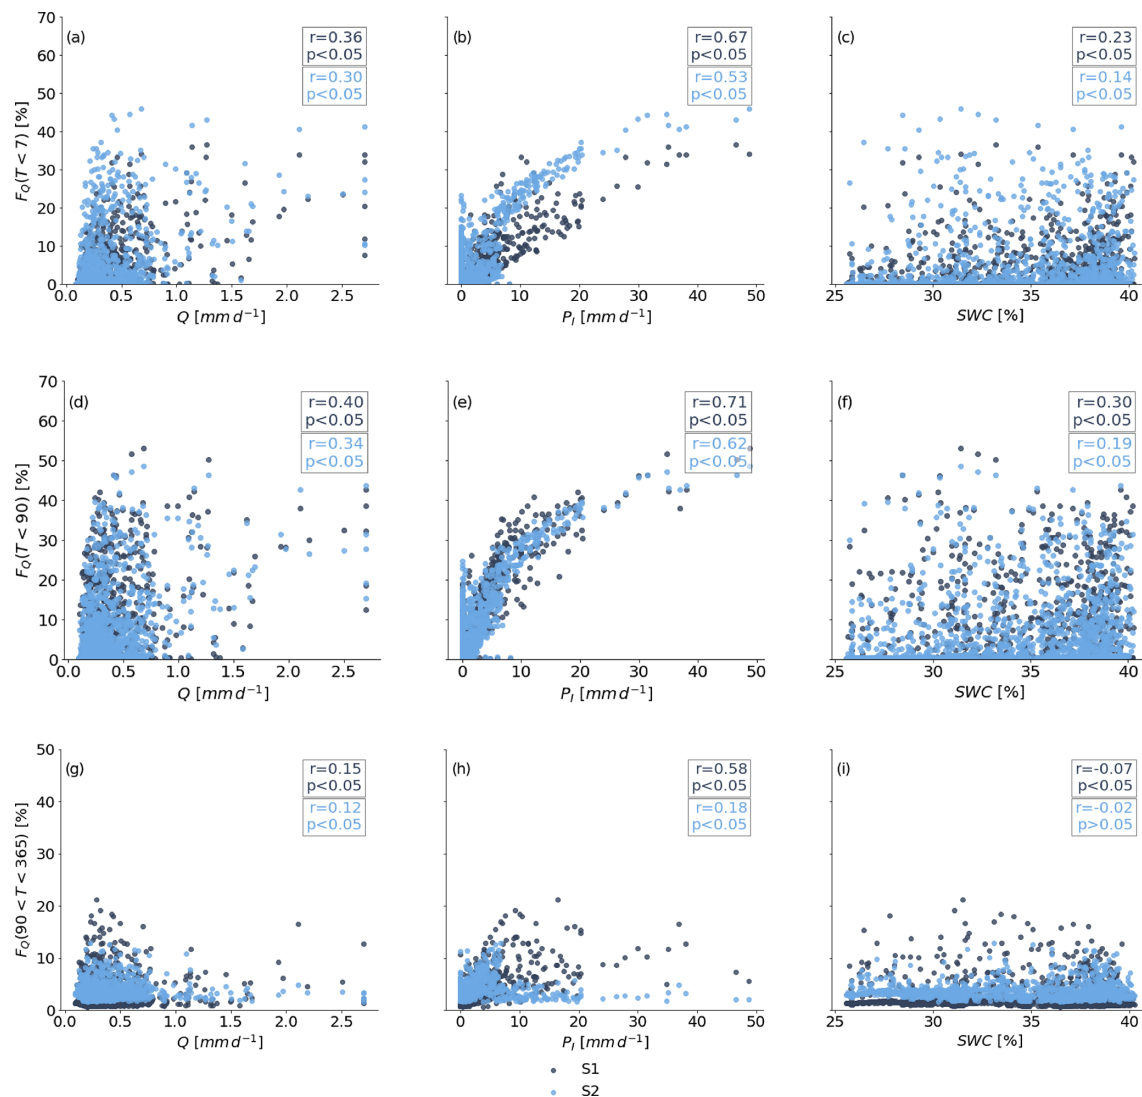 (a)
r=0.36
p<0.05
r=0.30
p<0.05
F_Q(T < 7) [%]
70
60
50
40
30
20
10
0
0.0 0.5 1.0 1.5 2.0 2.5
Q [mm d⁻¹]
(b)
r=0.67
p<0.05
r=0.53
p<0.05
0 10 20 30 40 50
P_I [mm d⁻¹]
(c)
r=0.23
p<0.05
r=0.14
p<0.05
25 30 35 40
SWC [%]
(d)
r=0.40
p<0.05
r=0.34
p<0.05
F_Q(T < 90) [%]
70
60
50
40
30
20
10
0
0.0 0.5 1.0 1.5 2.0 2.5
Q [mm d⁻¹]
(e)
r=0.71
p<0.05
r=0.62
p<0.05
0 10 20 30 40 50
P_I [mm d⁻¹]
(f)
r=0.30
p<0.05
r=0.19
p<0.05
25 30 35 40
SWC [%]
(g)
r=0.15
p<0.05
r=0.12
p<0.05
F_Q(90 < T < 365) [%]
50
40
30
20
10
0
0.0 0.5 1.0 1.5 2.0 2.5
Q [mm d⁻¹]
(h)
r=0.58
p<0.05
r=0.18
p<0.05
0 10 20 30 40 50
P_I [mm d⁻¹]
(i)
r=-0.07
p<0.05
r=-0.02
p>0.05
25 30 35 40
SWC [%]
S1
S2